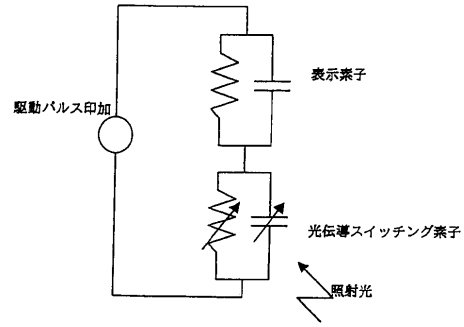 表示素子
駆動パルス印加
光伝導スイッチング素子
照射光